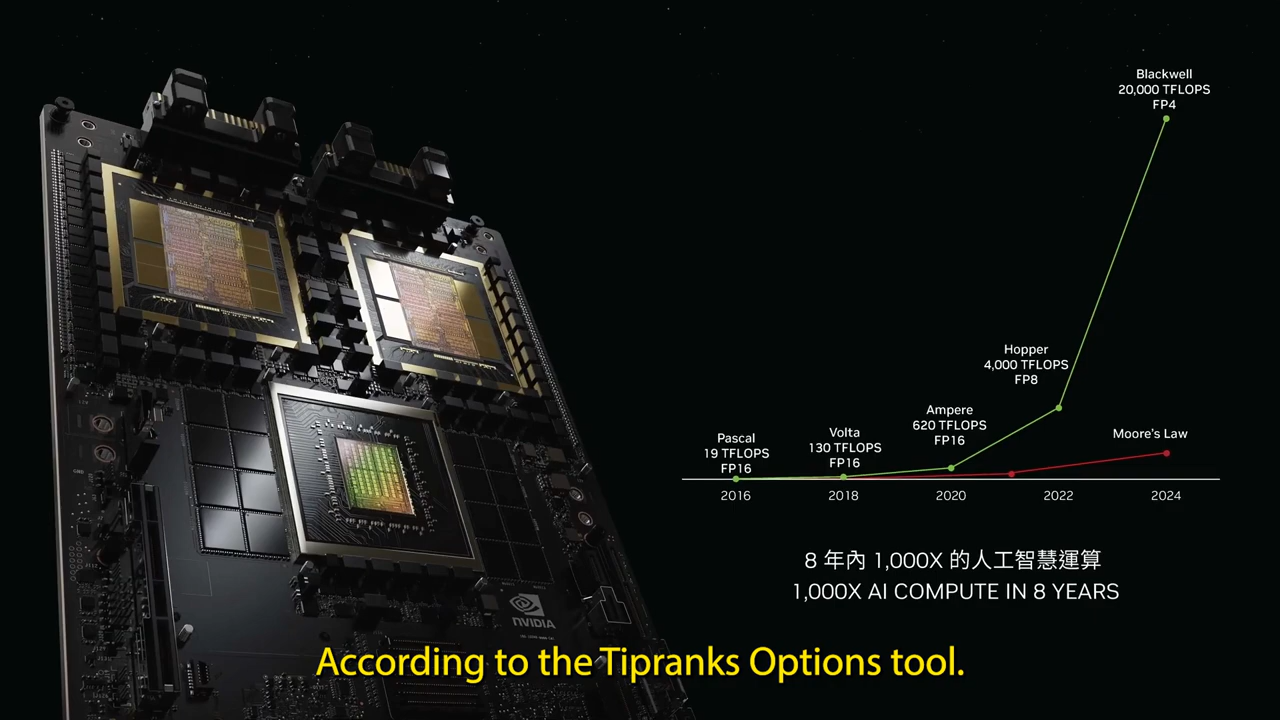 Blackwell
20,000 TFLOPS
FP4
Hopper
4,000 TFLOPS
FP8
Ampere
620 TFLOPS
FP16
Moore's Law
Volta
130 TFLOPS
FP16
Pascal
19 TFLOPS
FP16
2016
2018
2020
2022
2024
8 年內 1,000X 的人工智慧運算
1,000X AI COMPUTE IN 8 YEARS
NVIDIA
According to the Tipranks Options tool.